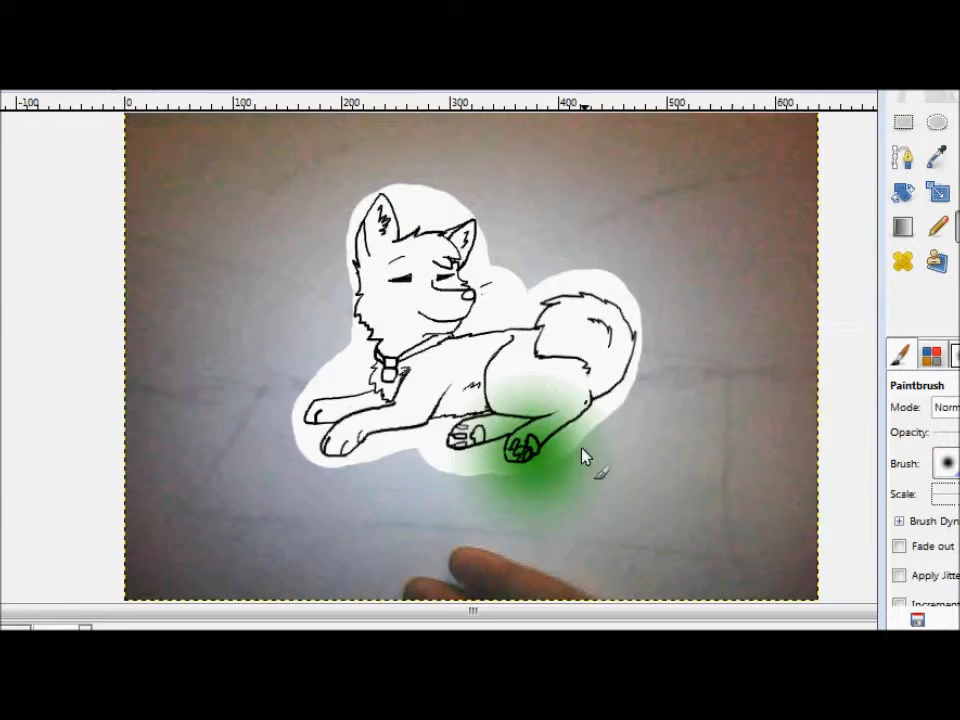 -100 0 100 200 300 400 500 600
Paintbrush
Mode: Norm
Opacity:
Brush:
Scale:
Brush Dyn
Fade out
Apply Jitte
Increment